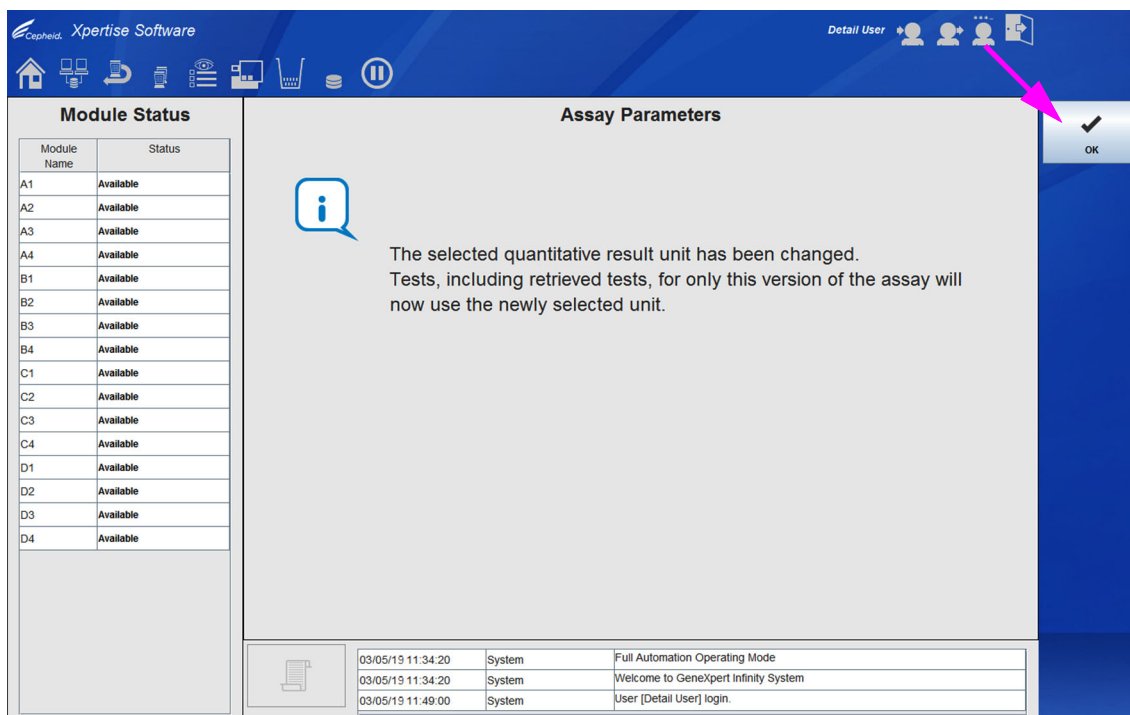 Cepheid. Xpertise Software
Detail User
Module Status
Assay Parameters
OK
Module Name Status
A1 Available
A2 Available
A3 Available
A4 Available
B1 Available
B2 Available
B3 Available
B4 Available
C1 Available
C2 Available
C3 Available
C4 Available
D1 Available
D2 Available
D3 Available
D4 Available
The selected quantitative result unit has been changed.
Tests, including retrieved tests, for only this version of the assay will
now use the newly selected unit.
03/05/19 11:34:20 System Full Automation Operating Mode
03/05/19 11:34:20 System Welcome to GeneXpert Infinity System
03/05/19 11:49:00 System User [Detail User] login.